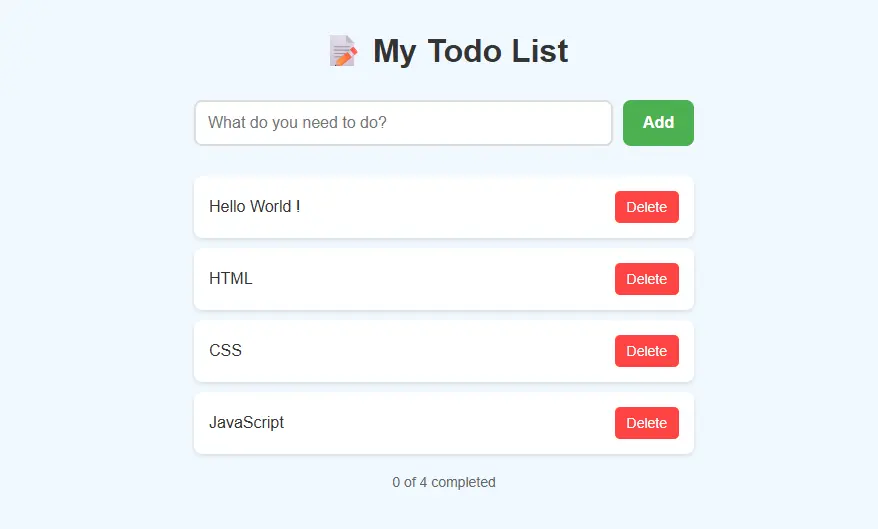 📝 My Todo List
What do you need to do?
Add
Hello World !
Delete
HTML
Delete
CSS
Delete
JavaScript
Delete
0 of 4 completed